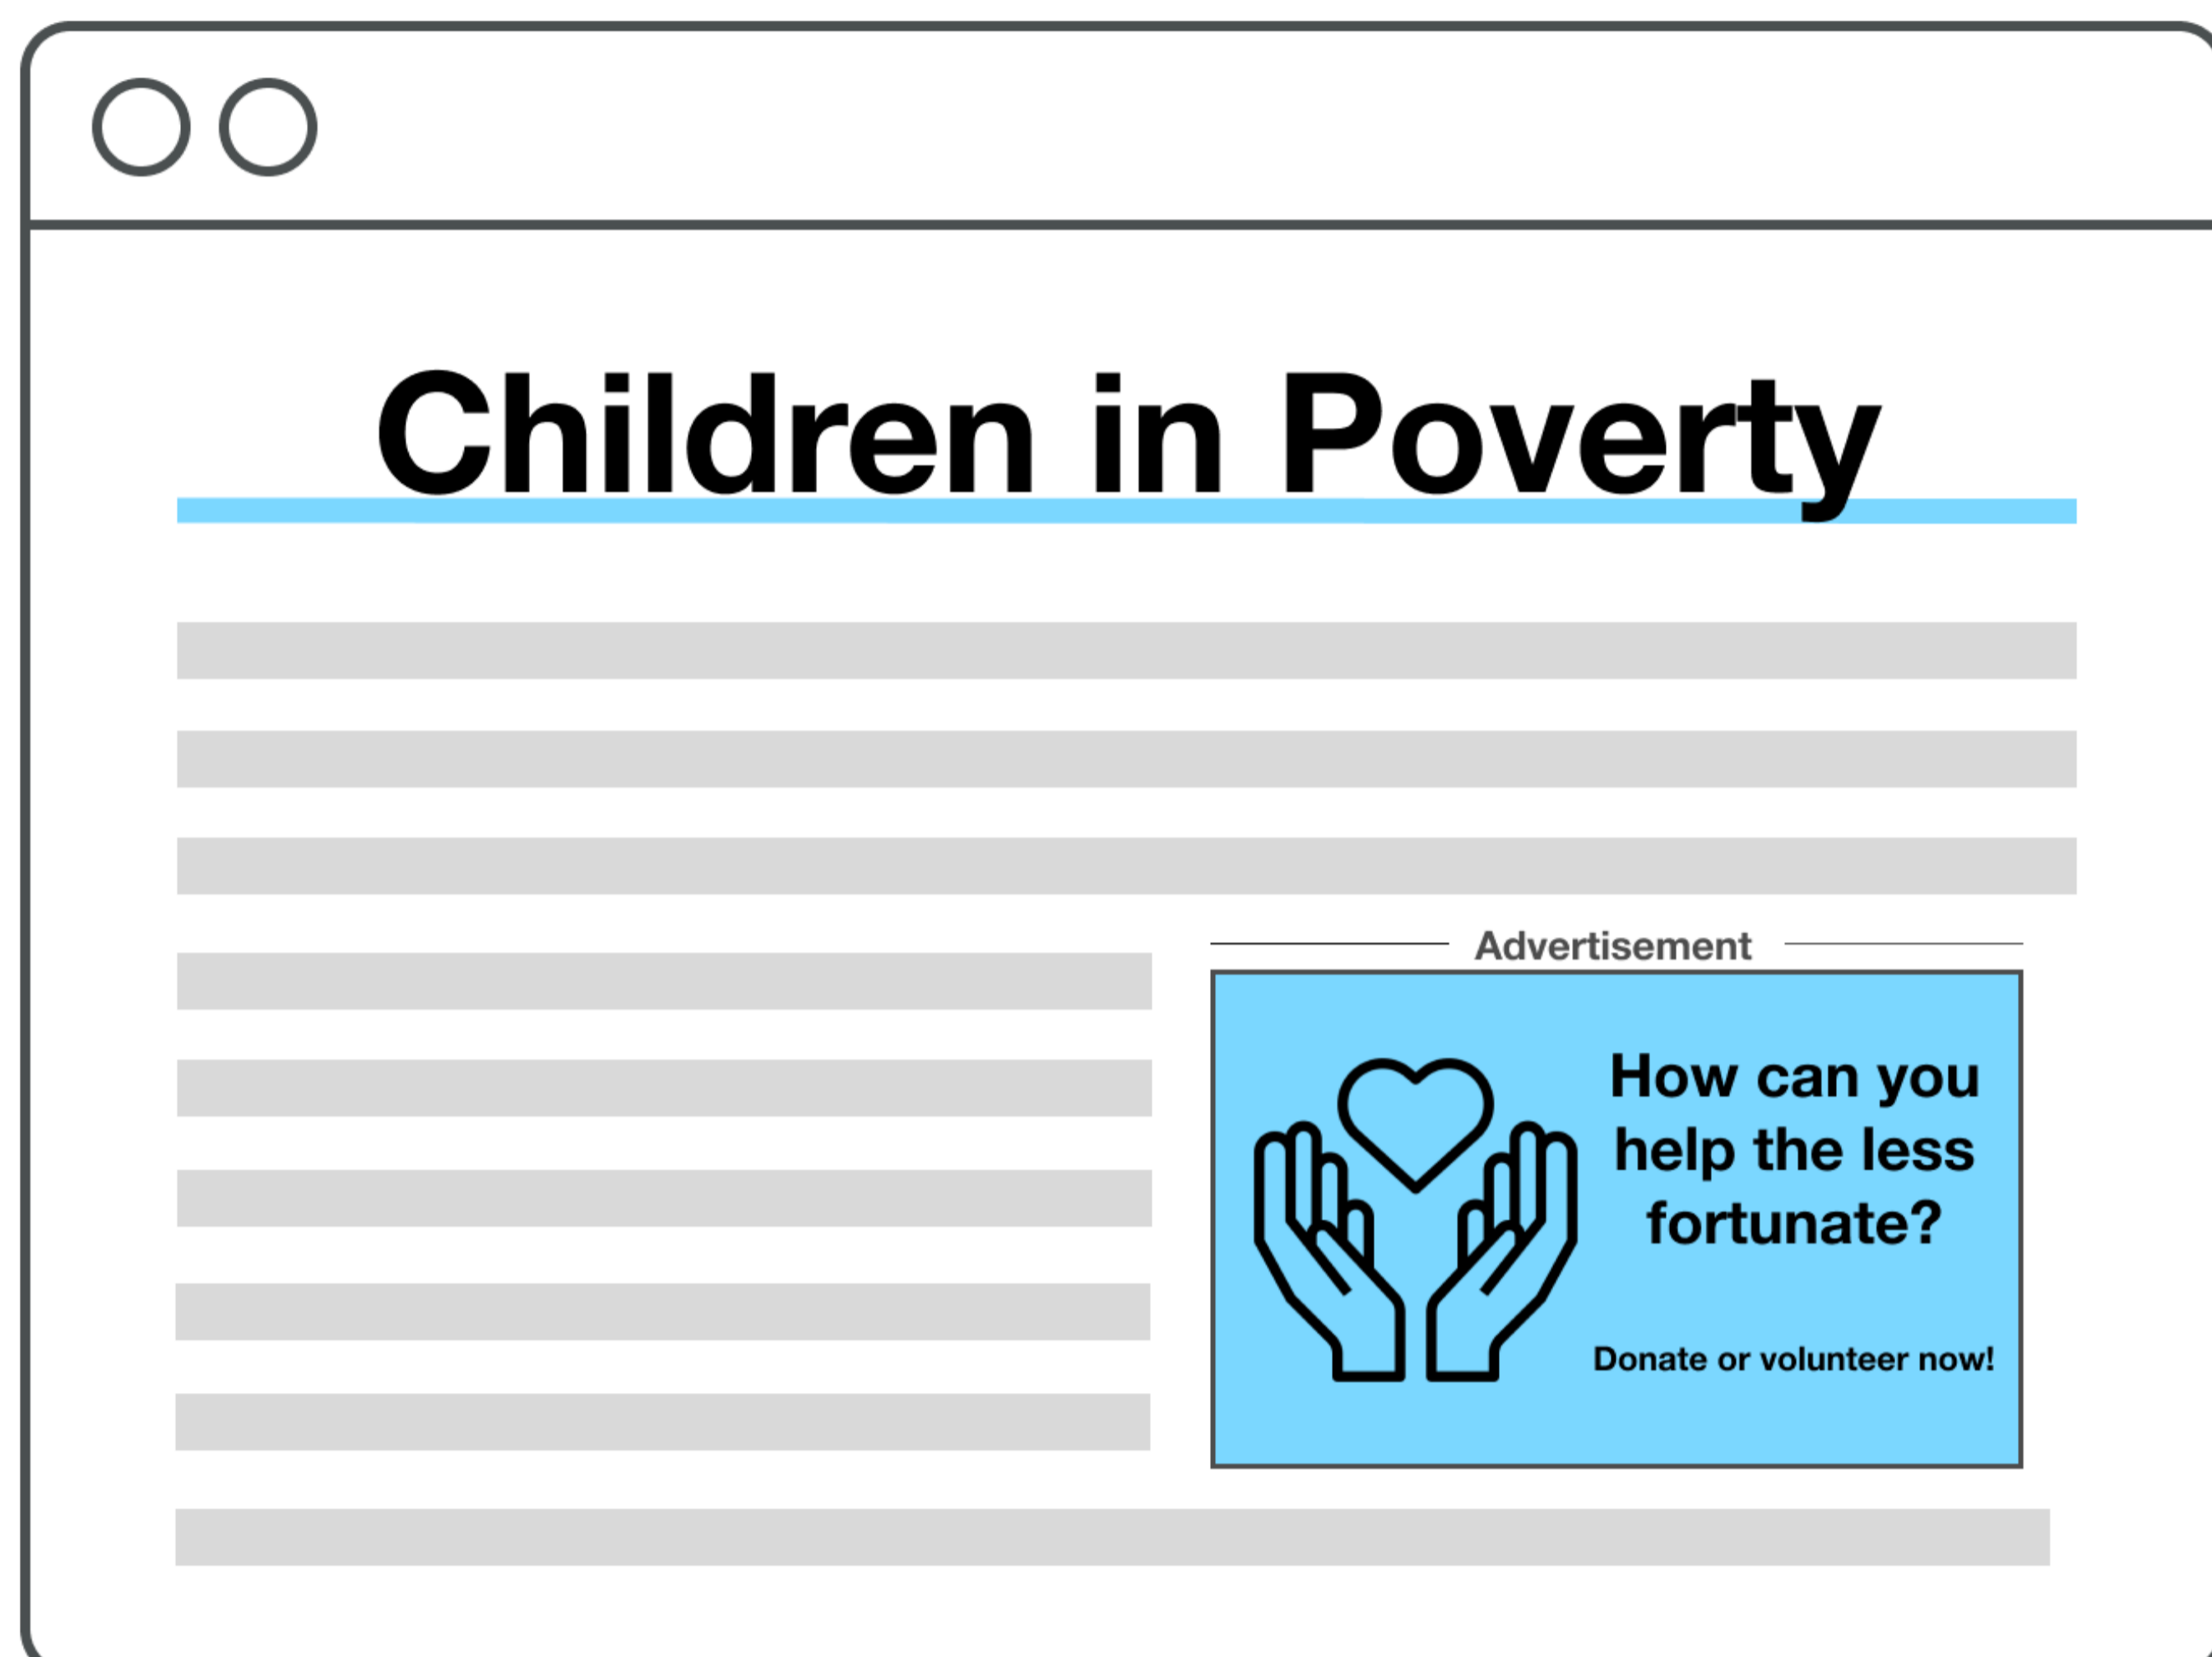 Children in Poverty
Advertisement
How can you
help the less
fortunate?
Donate or volunteer now!